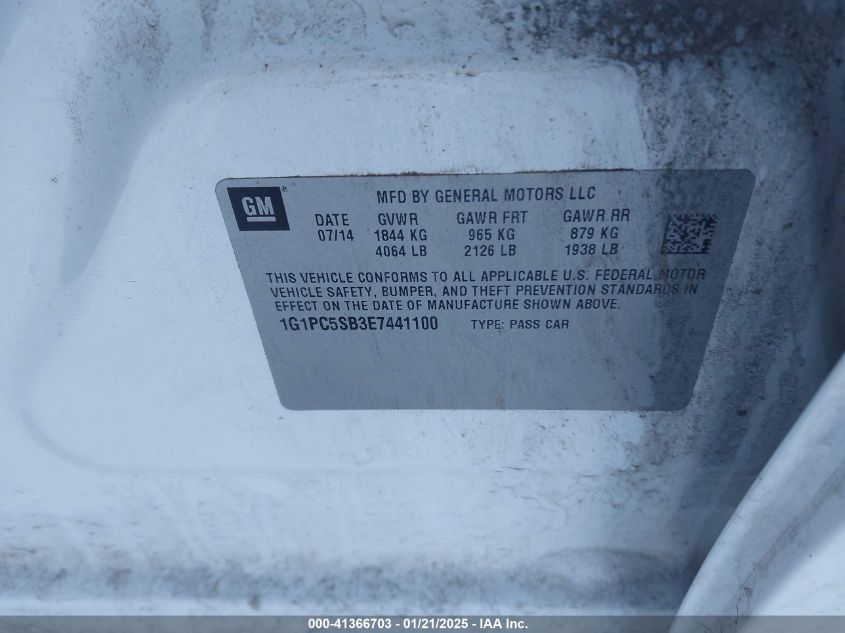 GM ®
MFD BY GENERAL MOTORS LLC
DATE GVWR GAWR FRT GAWR RR
07/14 1844 KG 965 KG 879 KG
4064 LB 2126 LB 1938 LB
THIS VEHICLE CONFORMS TO ALL APPLICABLE U.S. FEDERAL MOTOR
VEHICLE SAFETY, BUMPER, AND THEFT PREVENTION STANDARDS IN
EFFECT ON THE DATE OF MANUFACTURE SHOWN ABOVE.
1G1PC5SB3E7441100 TYPE: PASS CAR
000-41366703 - 01/21/2025 - IAA Inc.